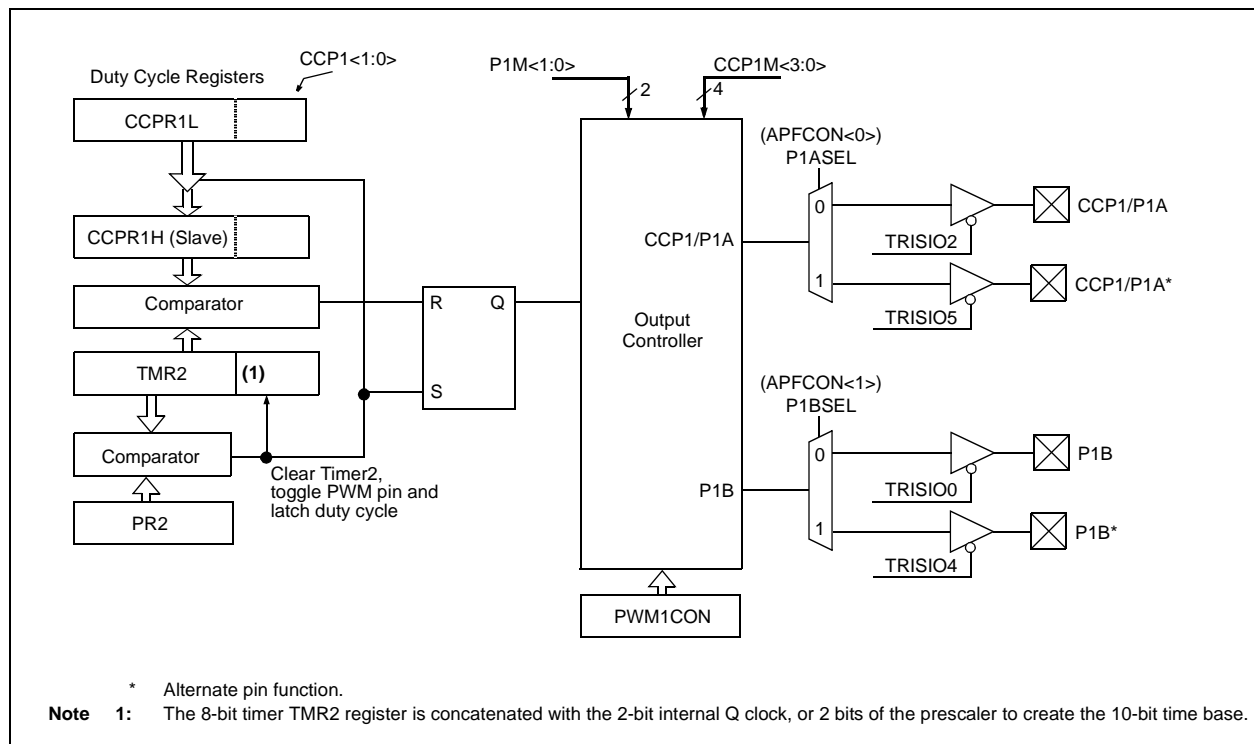 CCP1<1:0>
Duty Cycle Registers
CCPR1L
CCPR1H (Slave)
Comparator
TMR2
(1)
Comparator
PR2
Clear Timer2,
toggle PWM pin and
latch duty cycle
R
Q
S
P1M<1:0>
2
CCP1M<3:0>
4
CCP1/P1A
Output
Controller
P1B
PWM1CON
(APFCON<0>)
P1ASEL
0
1
TRISIO2
CCP1/P1A
TRISIO5
CCP1/P1A*
(APFCON<1>)
P1BSEL
0
1
TRISIO0
P1B
TRISIO4
P1B*
* Alternate pin function.
Note 1: The 8-bit timer TMR2 register is concatenated with the 2-bit internal Q clock, or 2 bits of the prescaler to create the 10-bit time base.